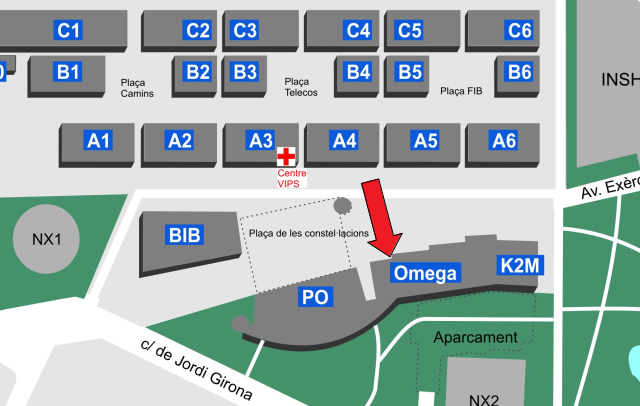 C1
C2
C3
C4
C5
C6
0
B1
Plaça
Camins
B2
B3
Plaça
Telecos
B4
B5
Plaça FIB
B6
INSH
A1
A2
A3
A4
A5
A6
Centre
VIPS
Av. Exèrc
NX1
BIB
Plaça de les constel·lacions
Omega
K2M
PO
Aparcament
c/ de Jordi Girona
NX2